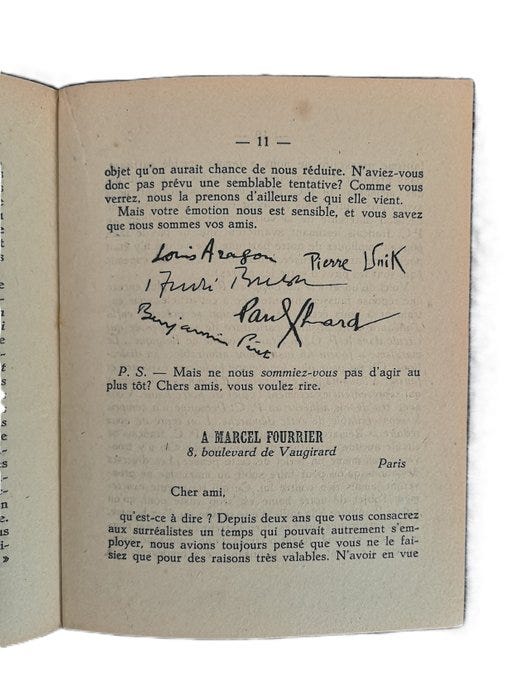 — 11 —
objet qu'on aurait chance de nous réduire. N'aviez-vous
donc pas prévu une semblable tentative? Comme vous
verrez, nous la prenons d'ailleurs de qui elle vient.
Mais votre émotion nous est sensible, et vous savez
que nous sommes vos amis.
Louis Aragon Pierre Unik
André Breton
Benjamin Péret Paul Eluard
P. S. — Mais ne nous sommiez-vous pas d'agir au
plus tôt? Chers amis, vous voulez rire.
A MARCEL FOURRIER
8, boulevard de Vaugirard
Paris
Cher ami,
qu'est-ce à dire ? Depuis deux ans que vous consacrez
aux surréalistes un temps qui pouvait autrement s'em-
ployer, nous avions toujours pensé que vous ne le fai-
siez que pour des raisons très valables. N'avoir en vue